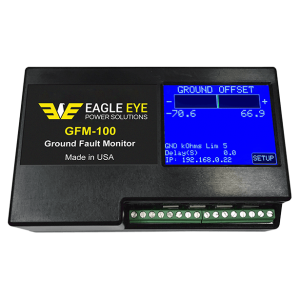 EAGLE EYE
POWER SOLUTIONS
GFM-100
Ground Fault Monitor
Made in USA
GROUND OFFSET
- +
-70.6 66.9
GND kOhms Lim 5
Delay(S) 0.0
IP: 192.168.0.22
SETUP